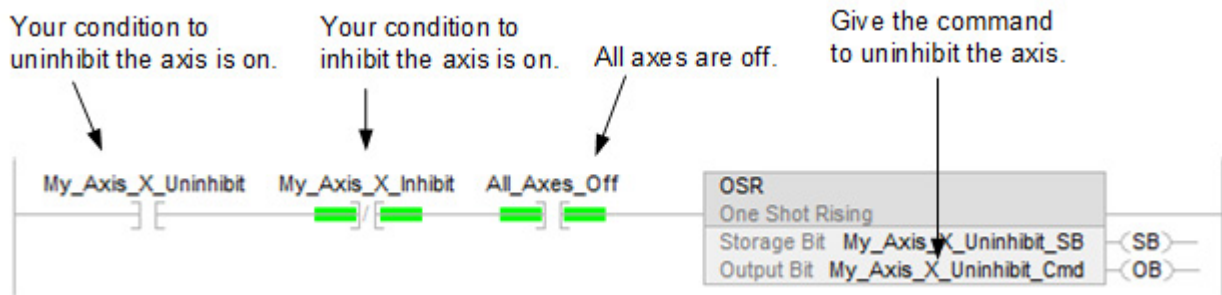 Your condition to
uninhibit the axis is on.
Your condition to
inhibit the axis is on.
All axes are off.
Give the command
to uninhibit the axis.
My_Axis_X_Uninhibit
My_Axis_X_Inhibit
All_Axes_Off
OSR
One Shot Rising
Storage Bit My_Axis_X_Uninhibit_SB
SB
Output Bit My_Axis_X_Uninhibit_Cmd
OB